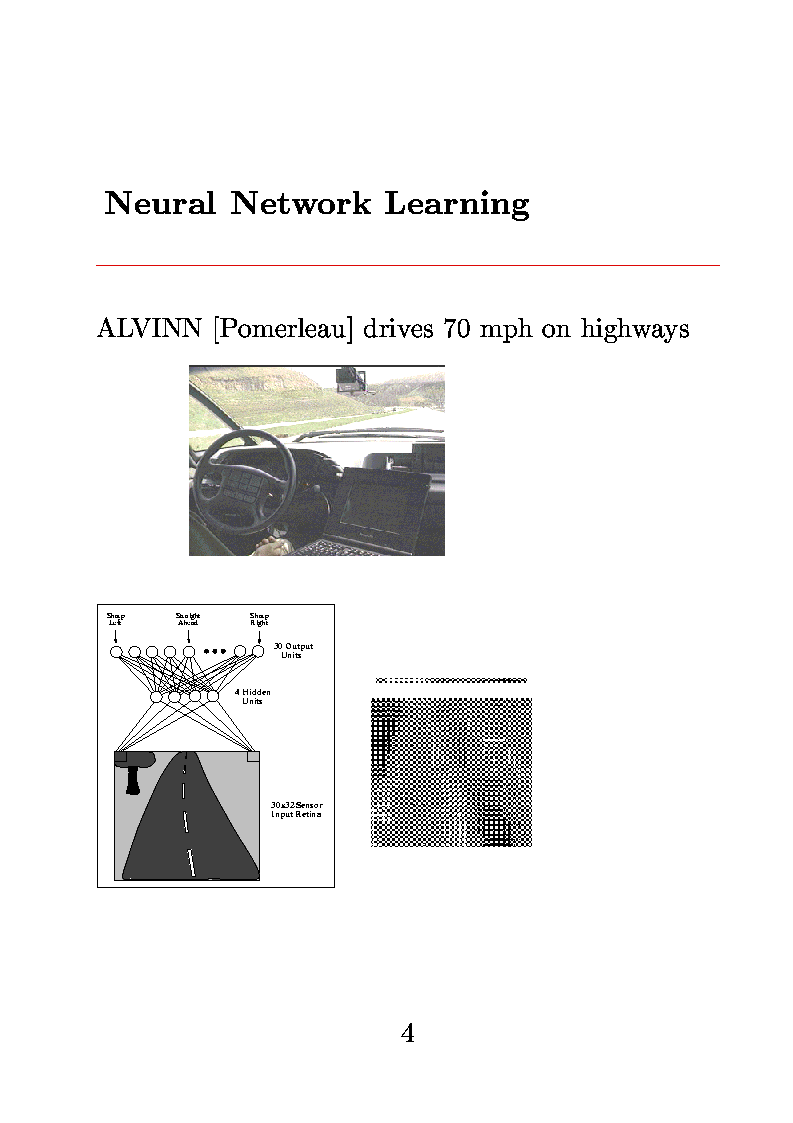 Neural Network Learning
ALVINN [Pomerleau] drives 70 mph on highways
Sharp Left
Straight Ahead
Sharp Right
30 Output
Units
4 Hidden
Units
30x32 Sensor
Input Retina
4